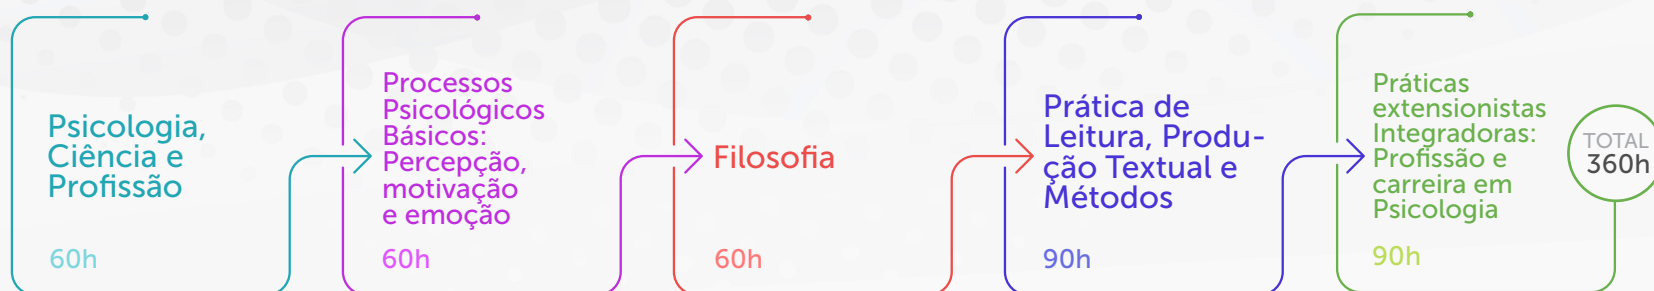 Psicologia,
Ciência e
Profissão
60h
Processos
Psicológicos
Básicos:
Percepção,
motivação
e emoção
60h
Filosofia
60h
Prática de
Leitura, Produ-
ção Textual e
Métodos
90h
Práticas
extensionistas
Integradoras:
Profissão e
carreira em
Psicologia
90h
TOTAL
360h